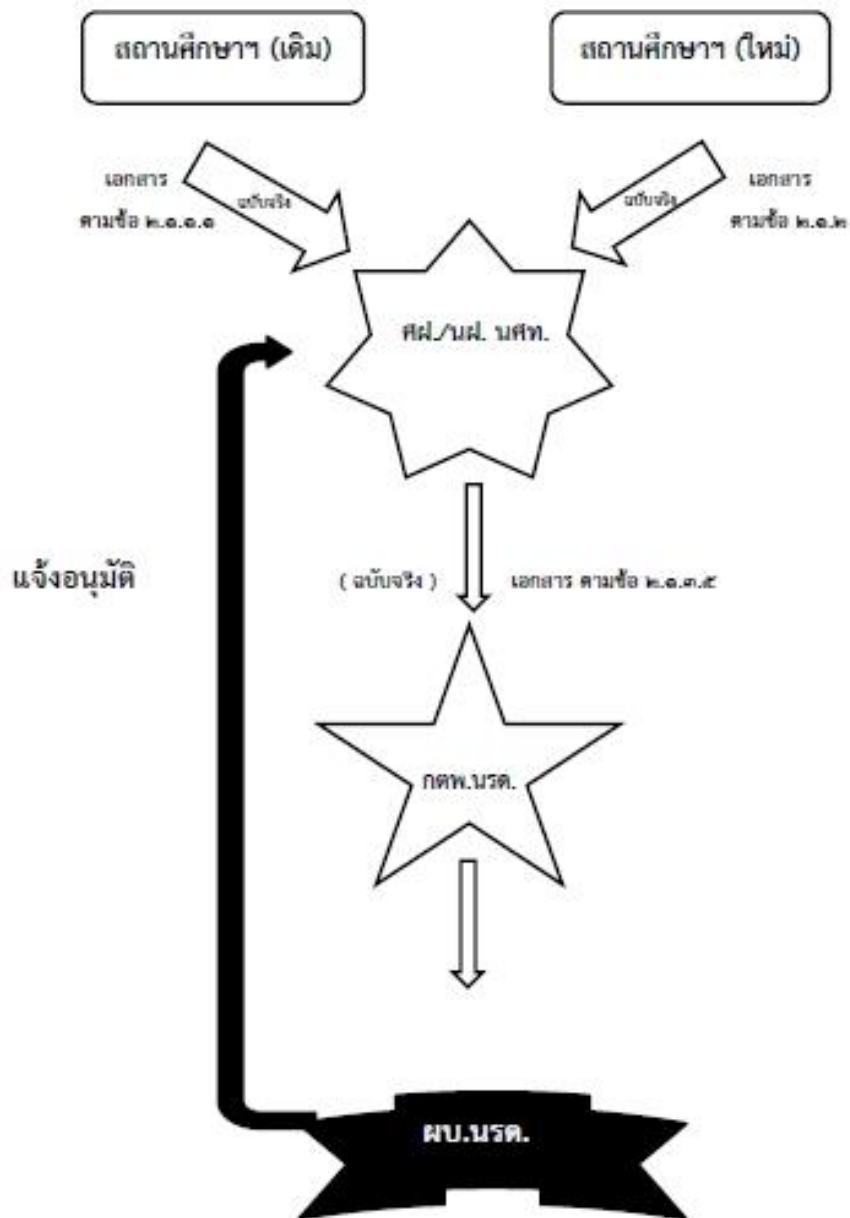 สถานศึกษาฯ (เดิม)
สถานศึกษาฯ (ใหม่)
เอกสาร
ตามข้อ ๒.๑.๑.๑
ฉบับจริง
ฉบับจริง
เอกสาร
ตามข้อ ๒.๑.๒
ศฝ./นฝ. นศท.
แจ้งอนุมัติ
( ฉบับจริง )
เอกสาร ตามข้อ ๒.๑.๓.๕
กตพ.นรด.
ผบ.นรด.